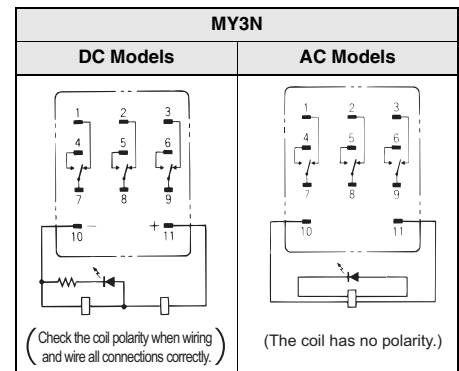 MY3N
DC Models
AC Models
1 2 3
4 5 6
7 8 9
10 − + 11
Check the coil polarity when wiring
and wire all connections correctly.
1 2 3
4 5 6
7 8 9
10 11
(The coil has no polarity.)